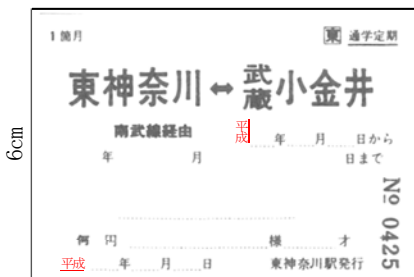 1箇月 東 通学定期
東神奈川↔武蔵小金井
南武線経由 平成 年 月 日から
年 月 日まで
何 円 様 才
平成 年 月 日 東神奈川駅発行
№ 0425
6cm